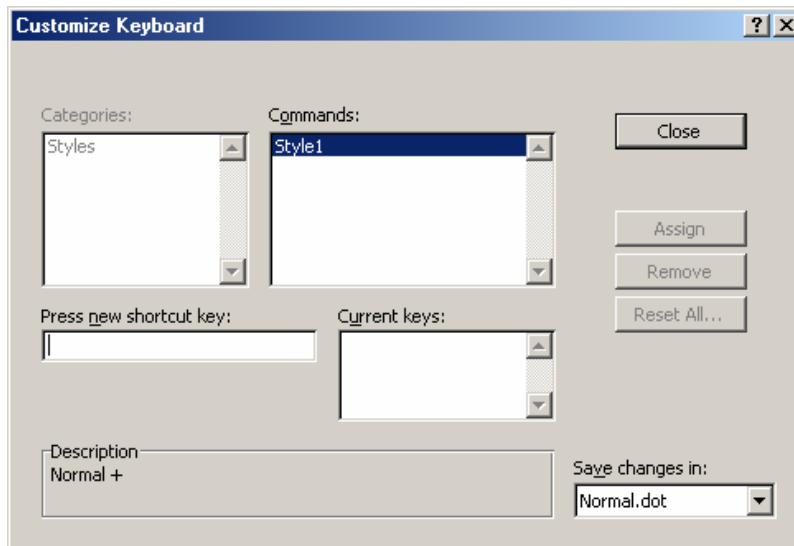 Customize Keyboard
Categories:
Commands:
Styles
Style1
Close
Assign
Remove
Reset All...
Press new shortcut key:
Current keys:
Description
Normal +
Save changes in:
Normal.dot